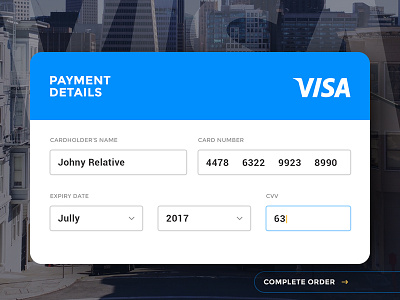 PAYMENT
DETAILS
VISA
CARDHOLDER'S NAME
CARD NUMBER
Johny Relative
4478 6322 9923 8990
EXPIRY DATE
CVV
Jully
2017
63
COMPLETE ORDER →